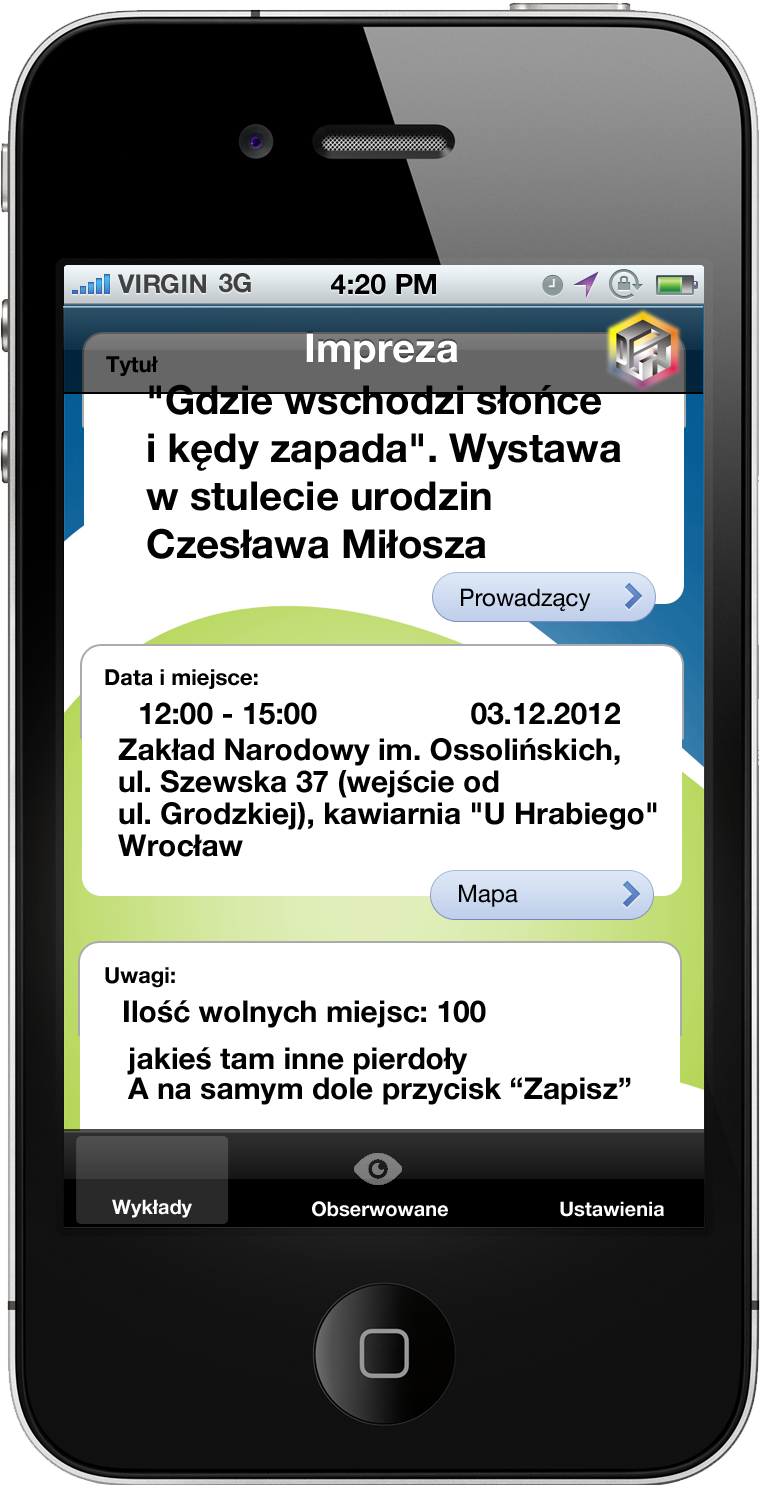 VIRGIN 3G 4:20 PM
Impreza
Tytuł
"Gdzie wschodzi słońce
i kędy zapada". Wystawa
w stulecie urodzin
Czesława Miłosza
Prowadzący
Data i miejsce:
12:00 - 15:00 03.12.2012
Zakład Narodowy im. Ossolińskich,
ul. Szewska 37 (wejście od
ul. Grodzkiej), kawiarnia "U Hrabiego"
Wrocław
Mapa
Uwagi:
Ilość wolnych miejsc: 100
jakieś tam inne pierdoły
A na samym dole przycisk “Zapisz”
Wykłady Obserwowane Ustawienia